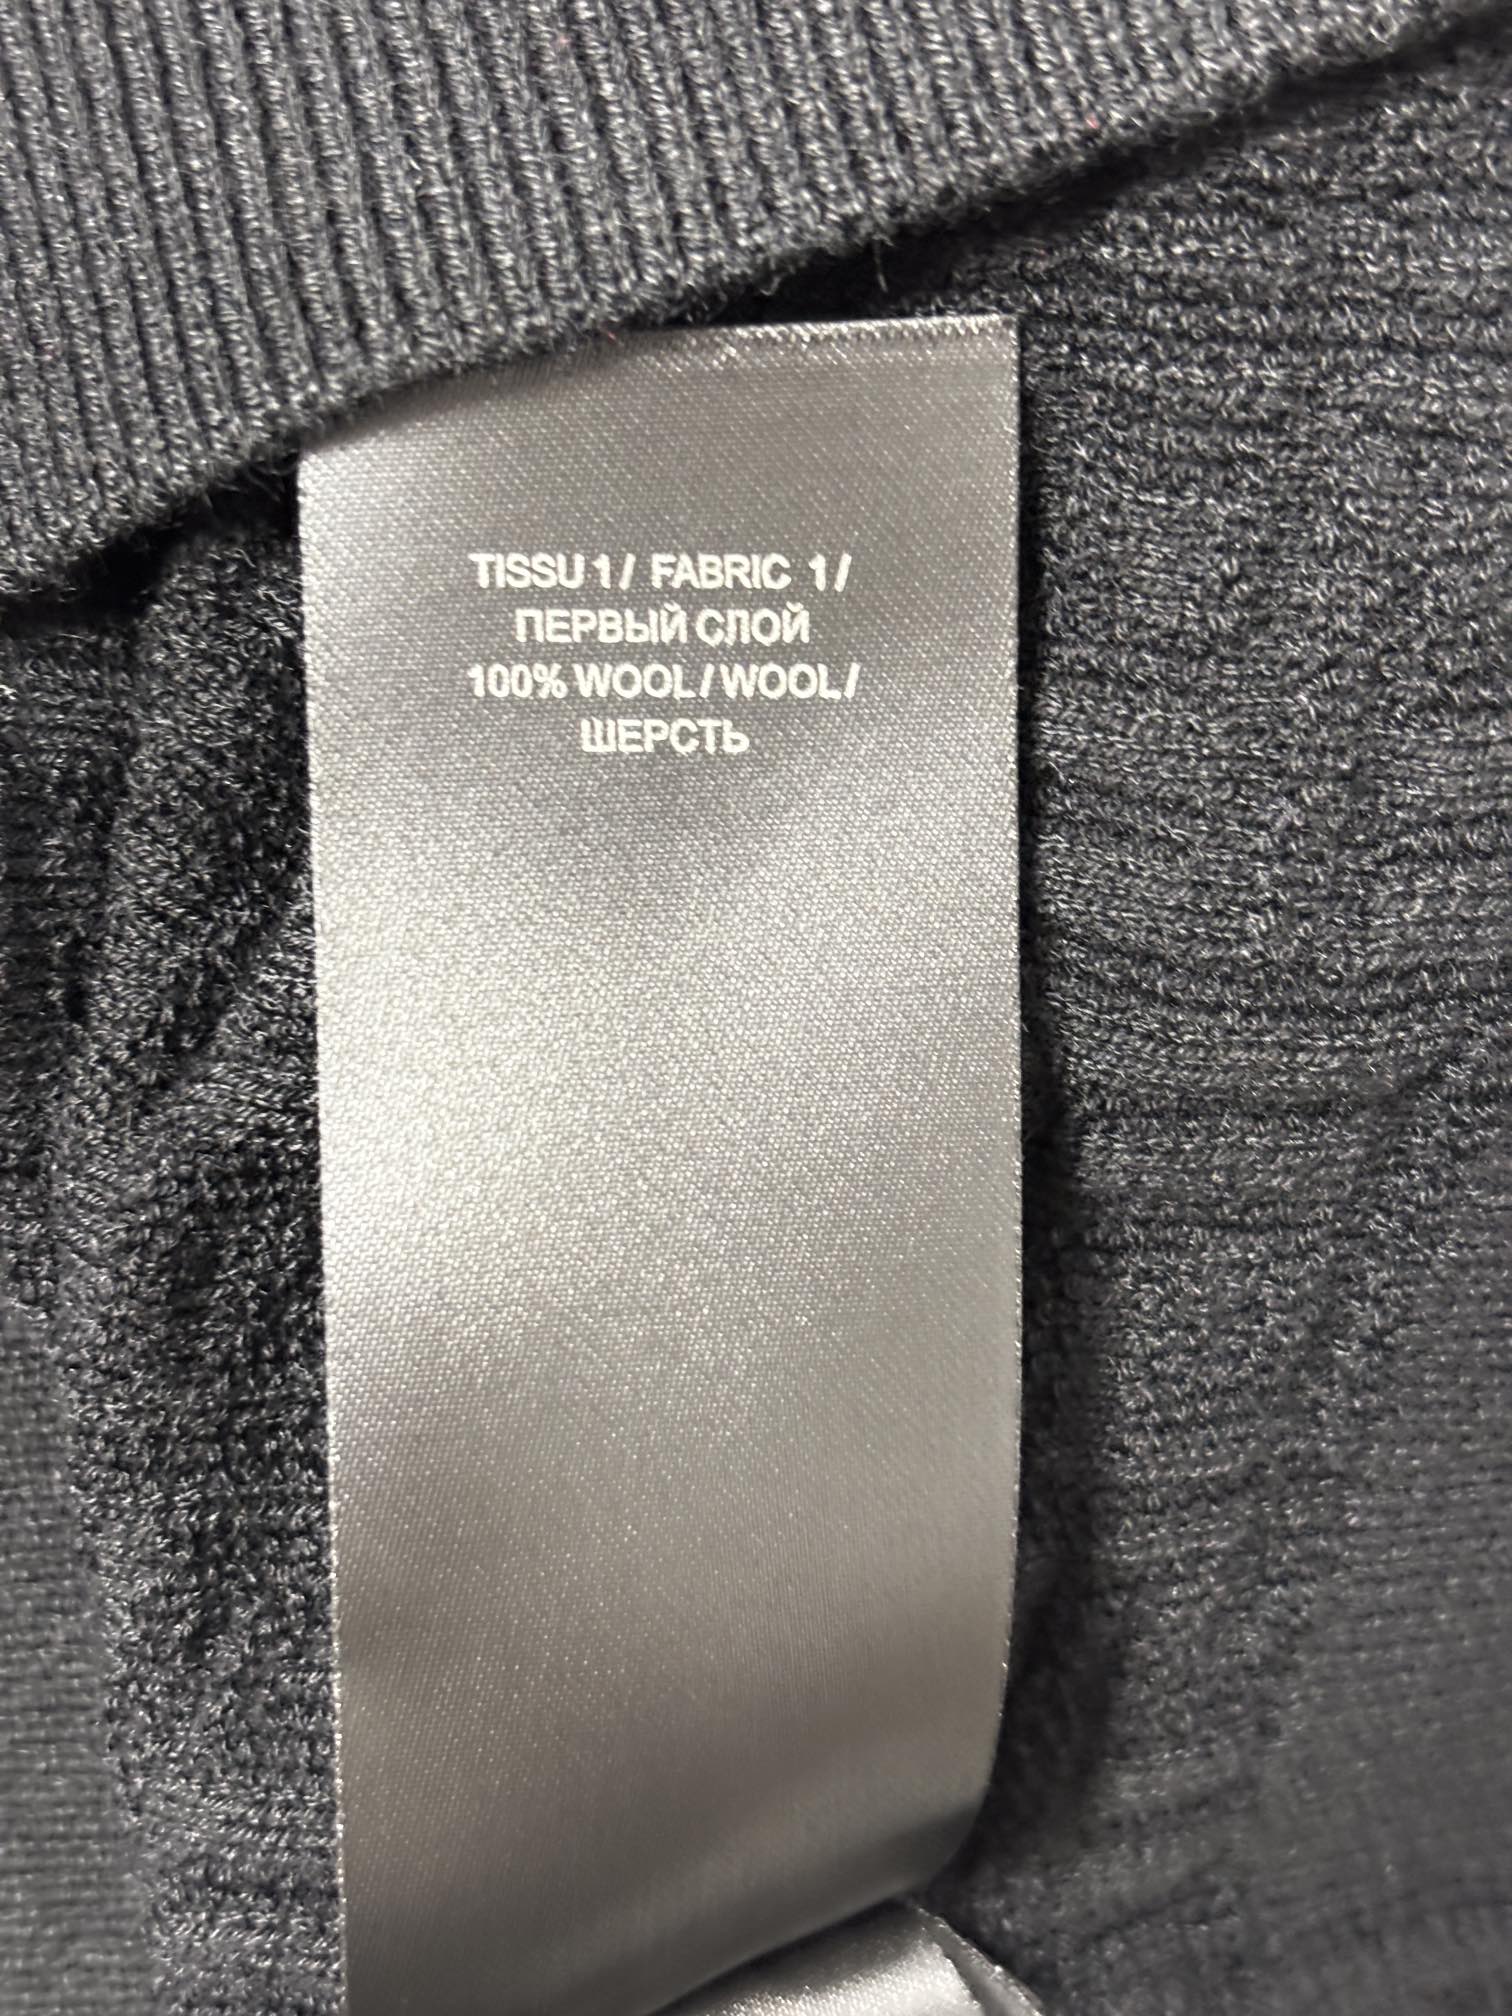 TISSU 1 / FABRIC 1 /
ПЕРВЫЙ СЛОЙ
100% WOOL / WOOL /
ШЕРСТЬ